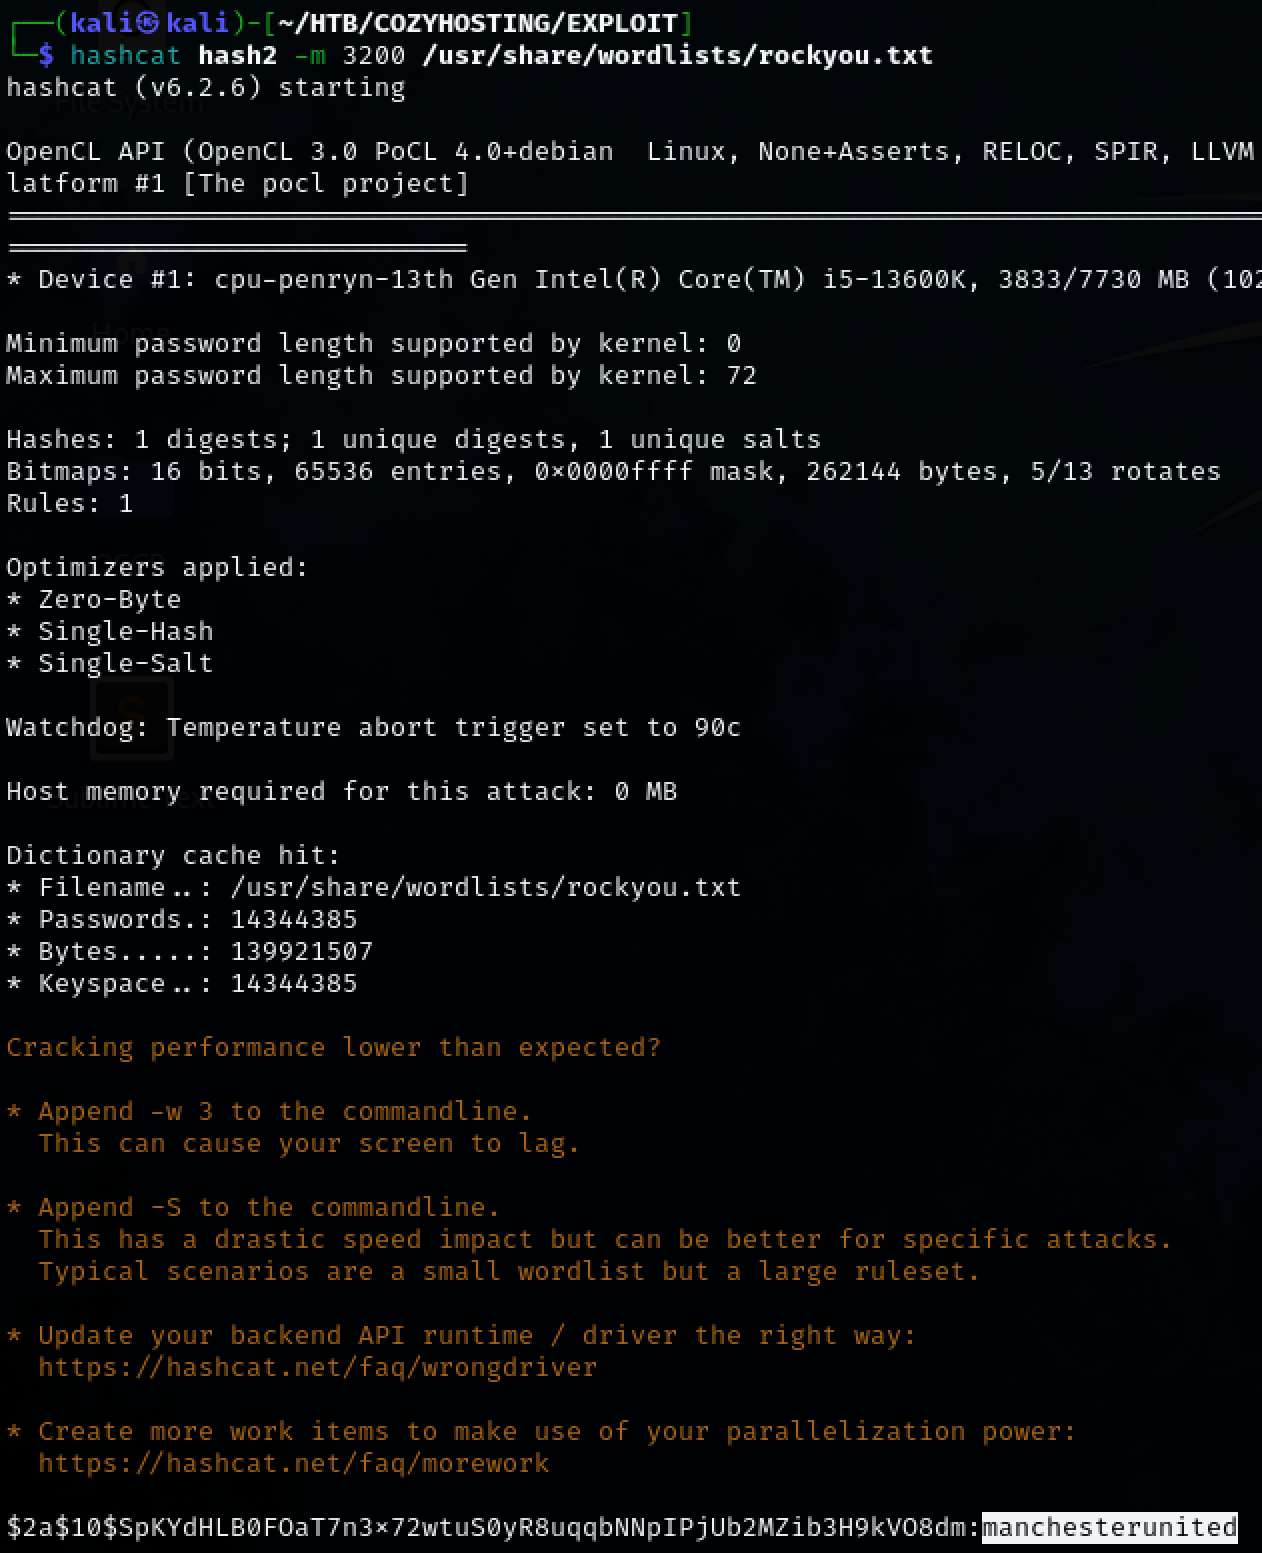 ┌──(kali㉿kali)-[~/HTB/COZYHOSTING/EXPLOIT]
└─$ hashcat hash2 -m 3200 /usr/share/wordlists/rockyou.txt
hashcat (v6.2.6) starting
File System
OpenCL API (OpenCL 3.0 PoCL 4.0+debian  Linux, None+Asserts, RELOC, SPIR, LLVM
latform #1 [The pocl project]
* Device #1: cpu-penryn-13th Gen Intel(R) Core(TM) i5-13600K, 3833/7730 MB (102
Home
Minimum password length supported by kernel: 0
Maximum password length supported by kernel: 72
Hashes: 1 digests; 1 unique digests, 1 unique salts
Bitmaps: 16 bits, 65536 entries, 0×0000ffff mask, 262144 bytes, 5/13 rotates
Rules: 1
Optimizers applied:
* Zero-Byte
* Single-Hash
* Single-Salt
Watchdog: Temperature abort trigger set to 90c
Host memory required for this attack: 0 MB
Dictionary cache hit:
* Filename..: /usr/share/wordlists/rockyou.txt
* Passwords.: 14344385
* Bytes.....: 139921507
* Keyspace..: 14344385
Cracking performance lower than expected?
* Append -w 3 to the commandline.
This can cause your screen to lag.
* Append -S to the commandline.
This has a drastic speed impact but can be better for specific attacks.
Typical scenarios are a small wordlist but a large ruleset.
* Update your backend API runtime / driver the right way:
https://hashcat.net/faq/wrongdriver
* Create more work items to make use of your parallelization power:
https://hashcat.net/faq/morework
$2a$10$SpKYdHLB0FOaT7n3×72wtuS0yR8uqqbNNpIPjUb2MZib3H9kVO8dm:manchesterunited